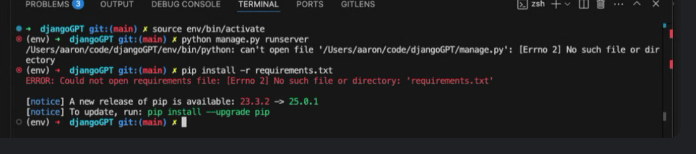 PROBLEMS 3 OUTPUT DEBUG CONSOLE TERMINAL PORTS GITLENS zsh
→ djangoGPT git:(main) ✗ source env/bin/activate
(env) → djangoGPT git:(main) ✗ python manage.py runserver
/Users/aaron/code/djangoGPT/env/bin/python: can't open file '/Users/aaron/code/djangoGPT/manage.py': [Errno 2] No such file or dir
ectory
(env) → djangoGPT git:(main) ✗ pip install -r requirements.txt
ERROR: Could not open requirements file: [Errno 2] No such file or directory: 'requirements.txt'
[notice] A new release of pip is available: 23.3.2 -> 25.0.1
[notice] To update, run: pip install --upgrade pip
(env) → djangoGPT git:(main) ✗